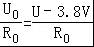 U₀/R₀ = U－3.8V/R₀